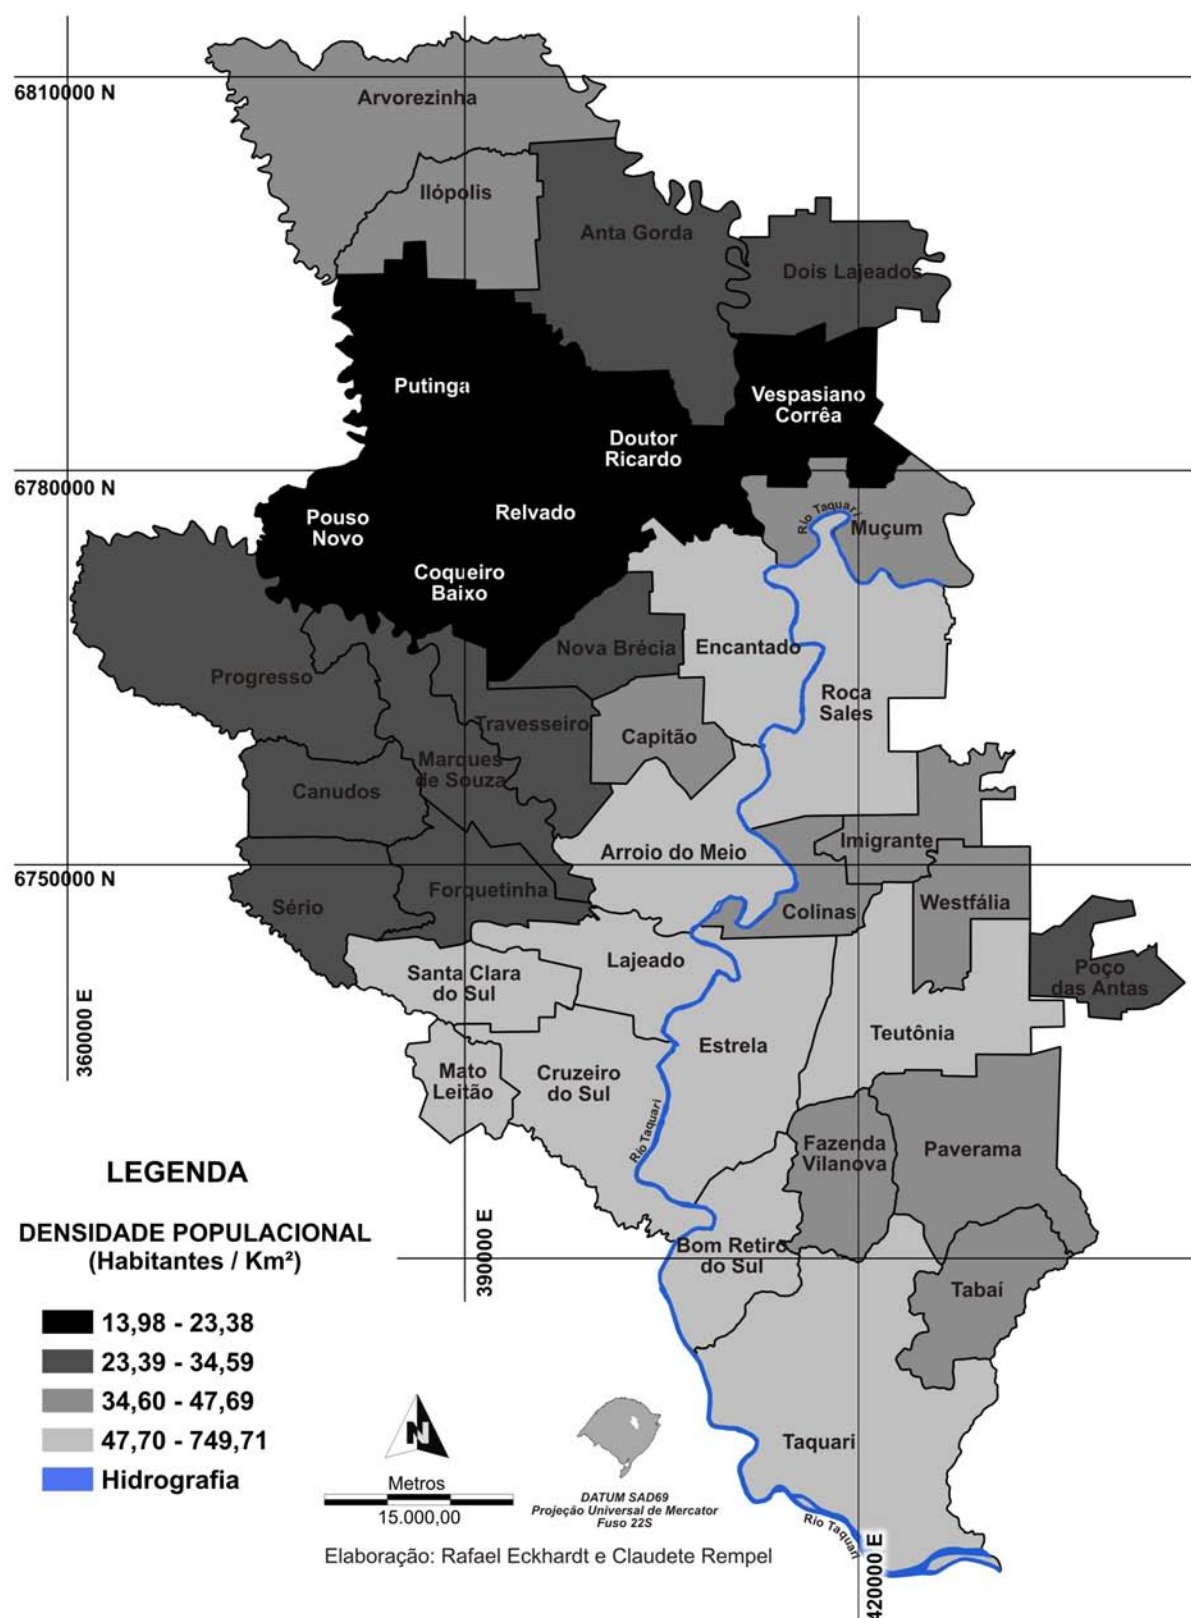 6810000 N
Arvorezinha
Ilópolis
Anta Gorda
Dois Lajeados
Putinga
Vespasiano
Corrêa
Doutor
Ricardo
6780000 N
Pouso
Novo
Relvado
Rio Taquari
Muçum
Coqueiro
Baixo
Nova Brécia
Encantado
Progresso
Roca
Sales
Travesseiro
Capitão
Marques
de Souza
Canudos
Imigrante
Arroio do Meio
6750000 N
Forquetinha
Sério
Colinas
Westfália
Lajeado
Santa Clara
do Sul
Poço
das Antas
360000 E
Teutônia
Estrela
Mato
Leitão
Cruzeiro
do Sul
Rio Taquari
Fazenda
Vilanova
Paverama
LEGENDA
DENSIDADE POPULACIONAL
(Habitantes / Km²)
390000 E
Bom Retiro
do Sul
Tabaí
13,98 - 23,38
23,39 - 34,59
34,60 - 47,69
47,70 - 749,71
Hidrografia
N
Metros
15.000,00
DATUM SAD69
Projeção Universal de Mercator
Fuso 22S
Taquari
Rio Taquari
420000 E
Elaboração: Rafael Eckhardt e Claudete Rempel